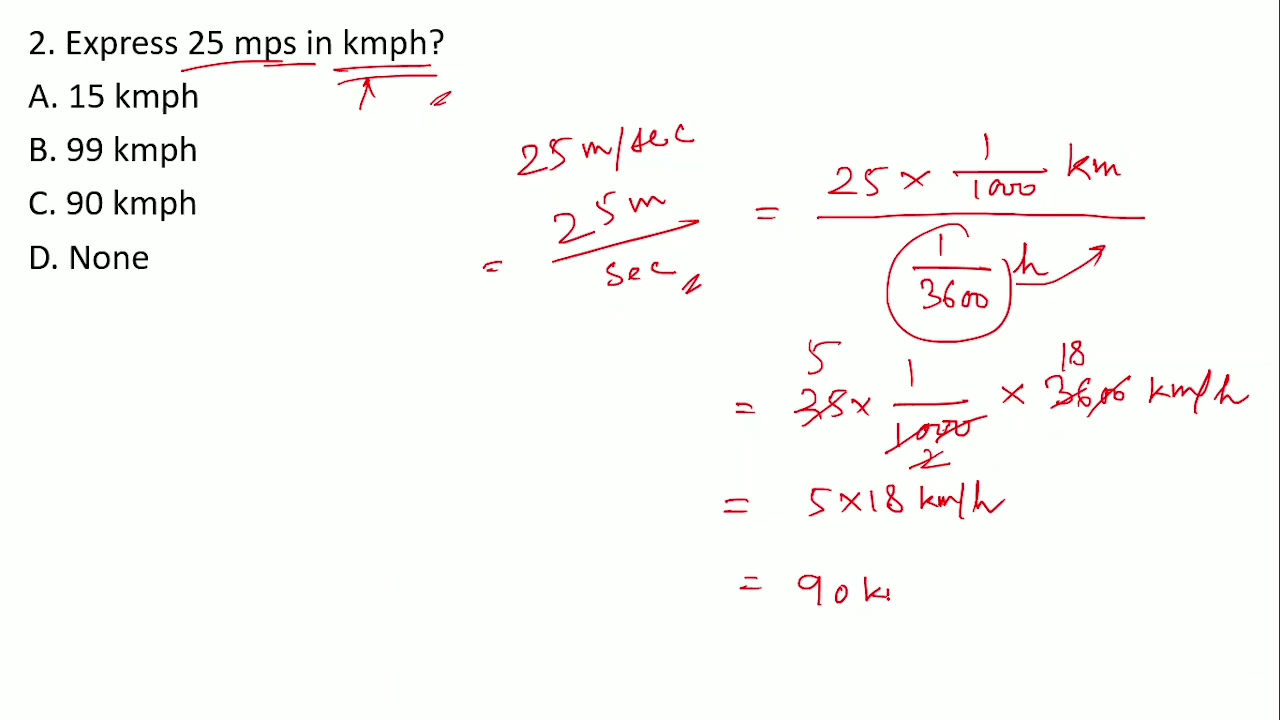 2. Express 25 mps in kmph?
A. 15 kmph
B. 99 kmph
C. 90 kmph
D. None
25 m/sec
= 25m / sec
= 25 × 1/1000 km / 1/3600 h
5 18
= 25 × 1/1000 × 3600 km/h
2
= 5×18 km/h
= 90 k